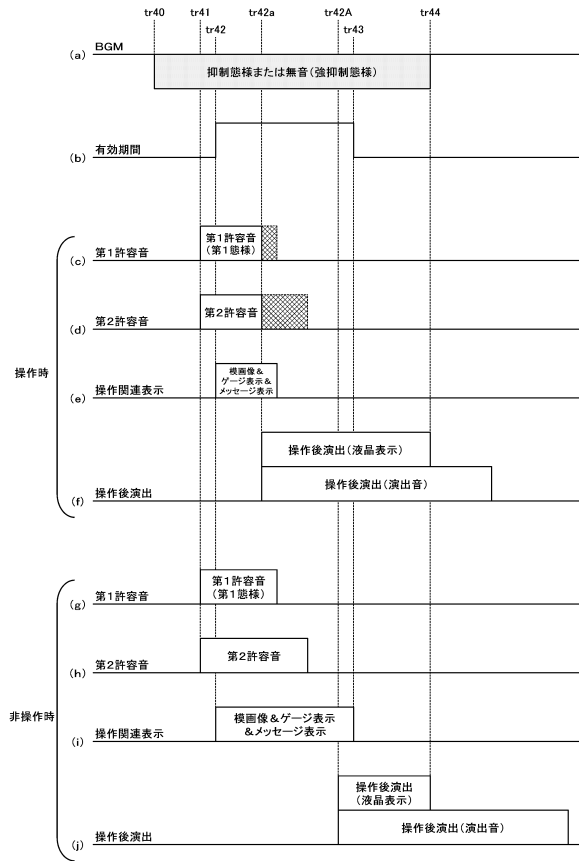 tr40 tr41 tr42a tr42A tr44
tr42 tr43
(a) BGM
抑制態様または無音(強抑制態様)
(b) 有効期間
操作時
(c) 第1許容音
第1許容音
(第1態様)
(d) 第2許容音
第2許容音
(e) 操作関連表示
模画像&
ゲージ表示&
メッセージ表示
(f) 操作後演出
操作後演出(液晶表示)
操作後演出(演出音)
非操作時
(g) 第1許容音
第1許容音
(第1態様)
(h) 第2許容音
第2許容音
(i) 操作関連表示
模画像&ゲージ表示
&メッセージ表示
(j) 操作後演出
操作後演出
(液晶表示)
操作後演出(演出音)